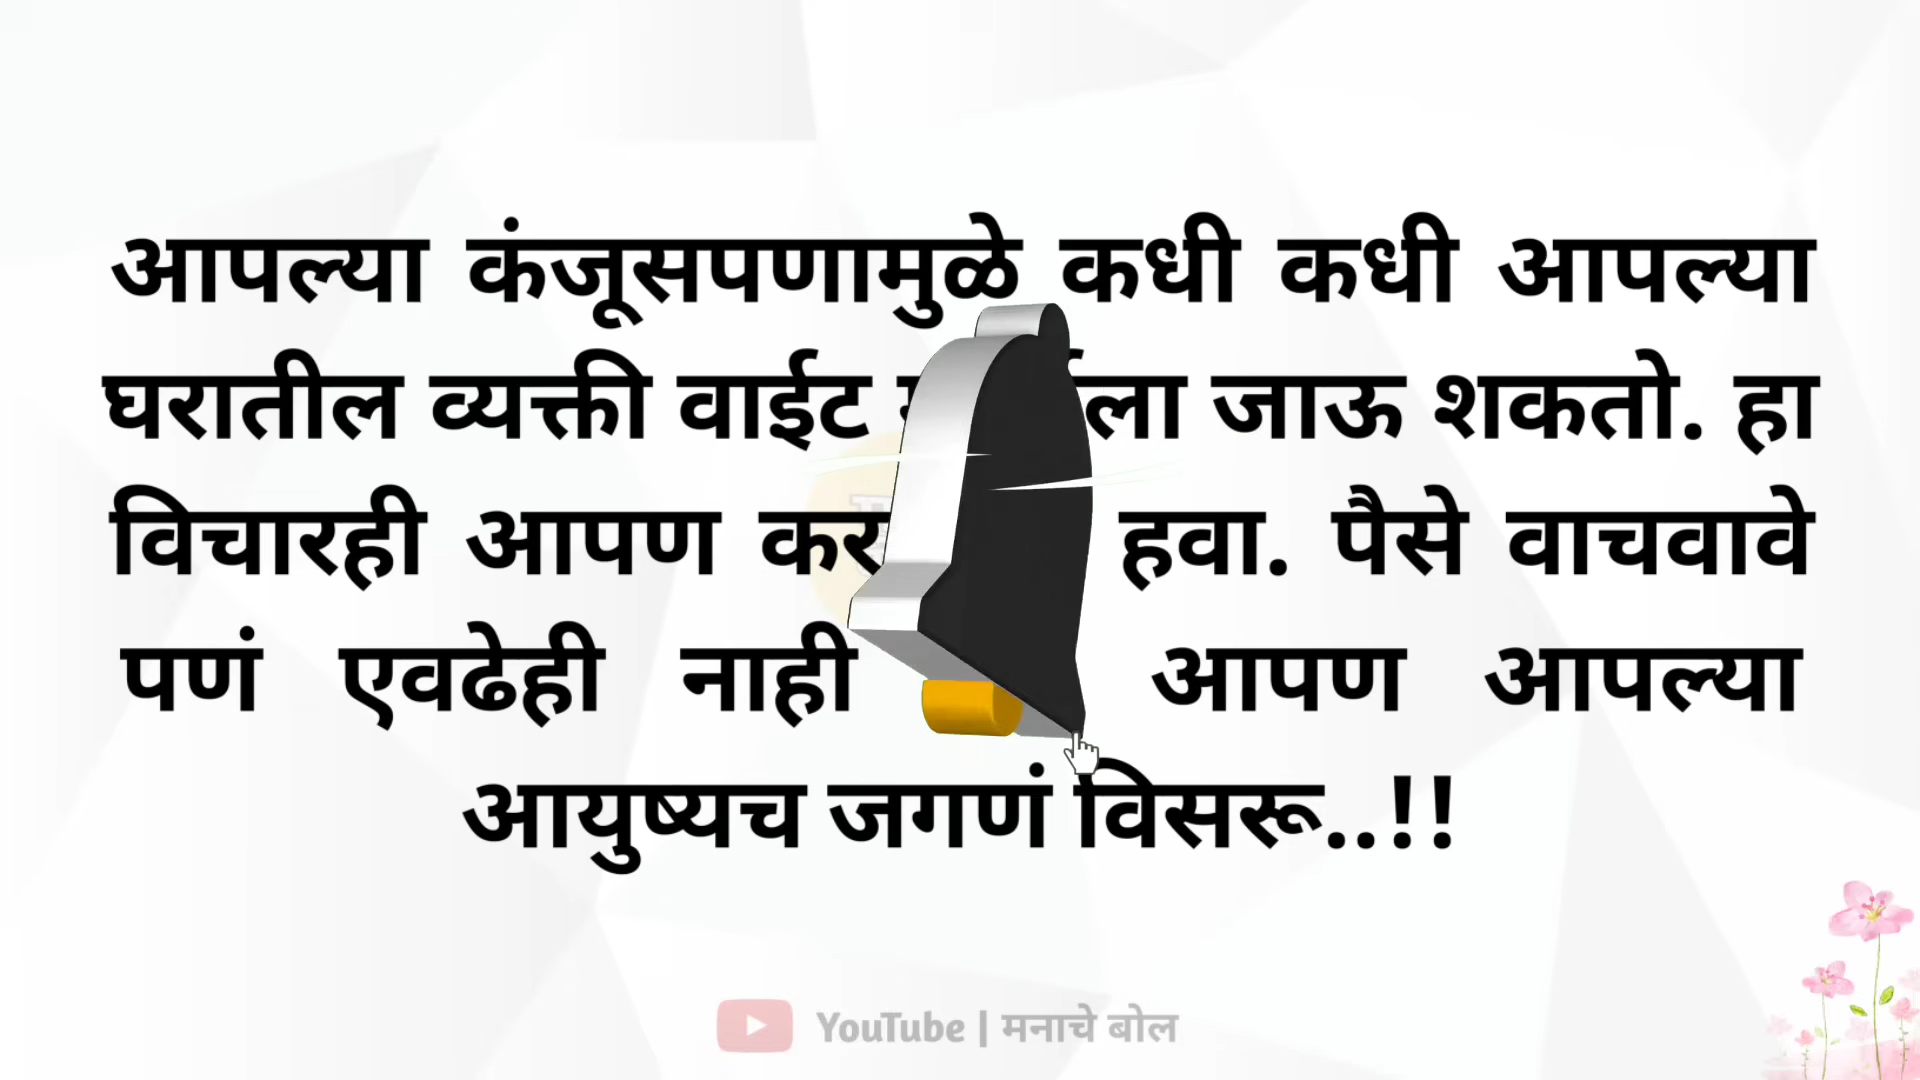 आपल्या कंजूसपणामुळे कधी कधी आपल्या
घरातील व्यक्ती वाईट जाऊ शकतो. हा
विचारही आपण हवा. पैसे वाचवावे
पणं एवढेही नाही आपण आपल्या
आयुष्यच जगणं विसरू..!!
YouTube | मनाचे बोल